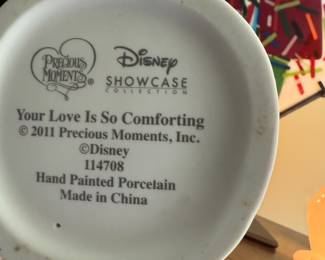 PRECIOUS MOMENTS®
Disney
SHOWCASE
COLLECTION
Your Love Is So Comforting
© 2011 Precious Moments, Inc.
©Disney
114708
Hand Painted Porcelain
Made in China